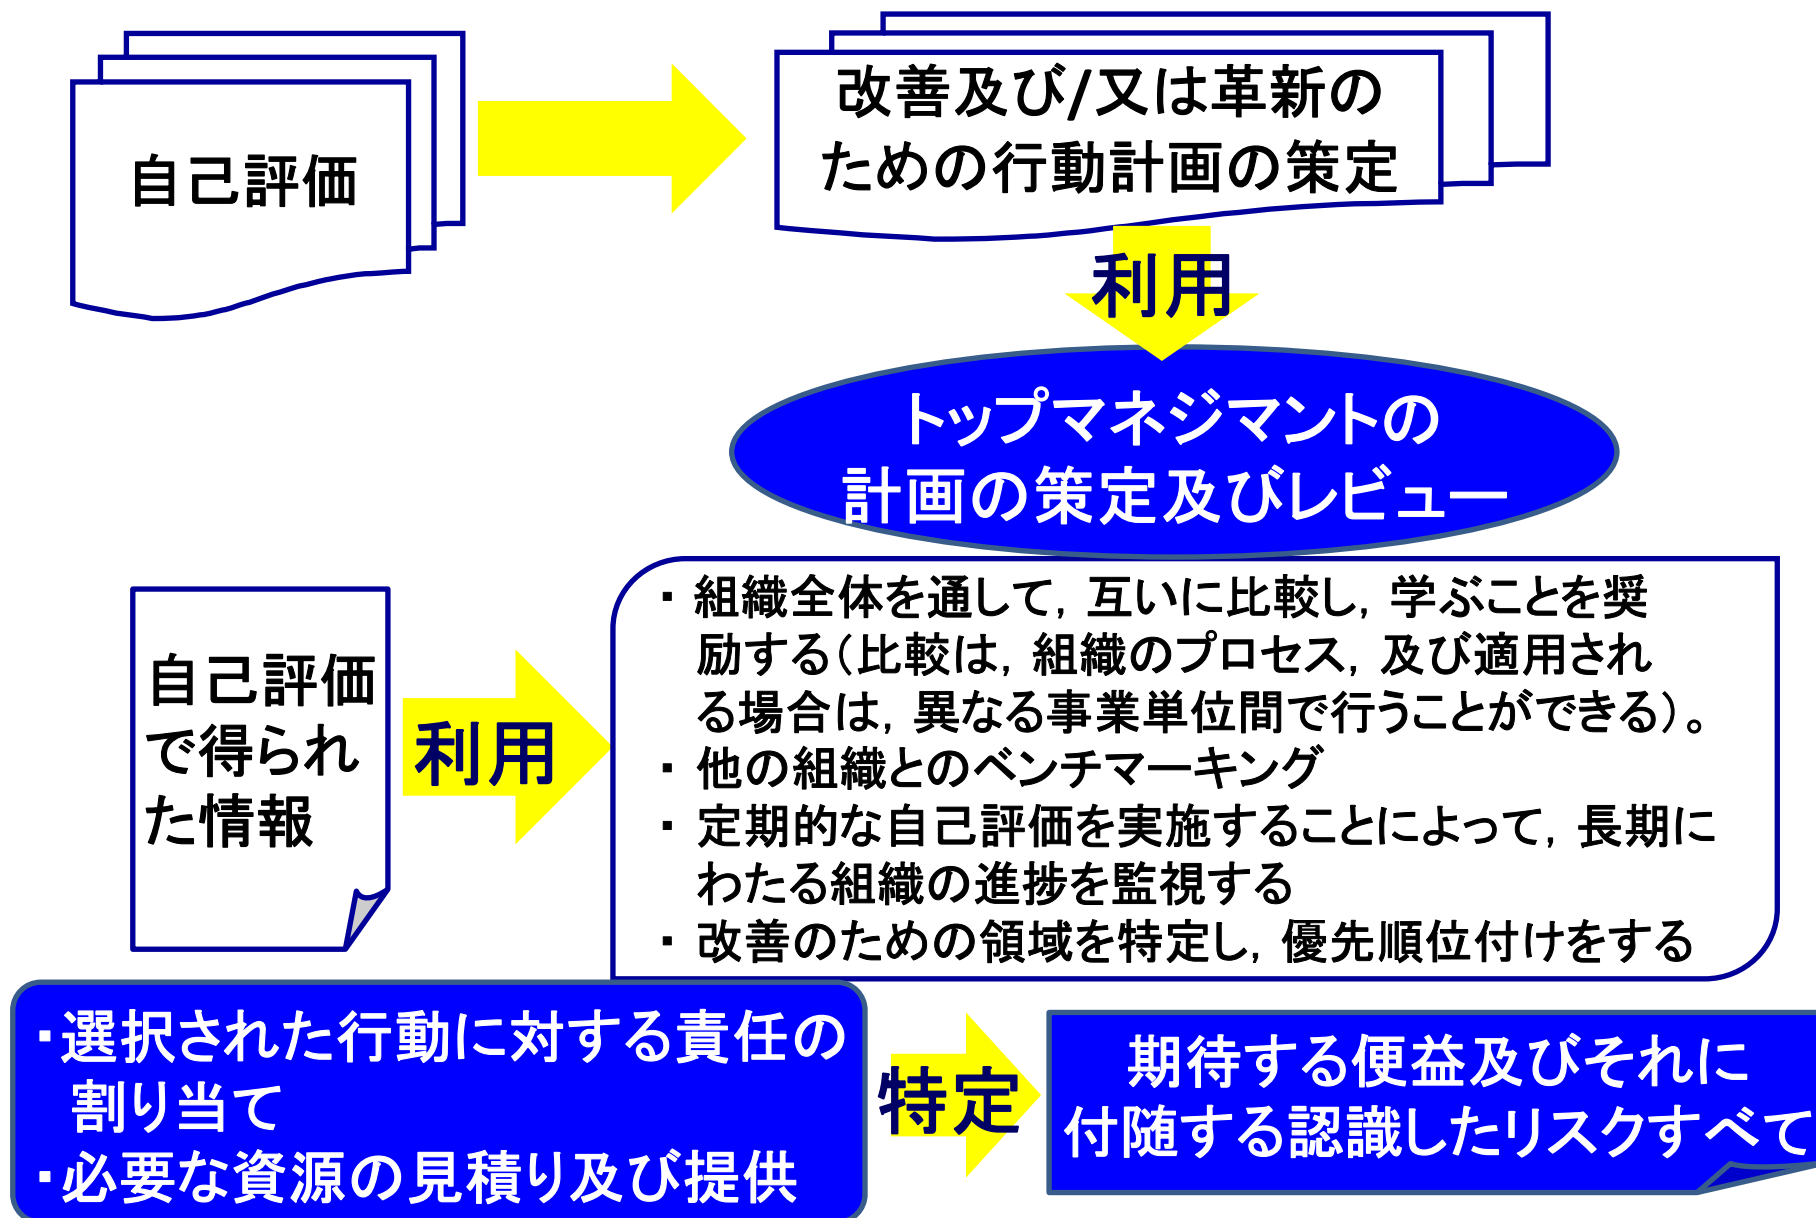 自己評価
改善及び/又は革新の
ための行動計画の策定
利用
トップマネジマントの
計画の策定及びレビュー
自己評価
で得られ
た情報
利用
・ 組織全体を通して, 互いに比較し, 学ぶことを奨
励する(比較は, 組織のプロセス, 及び適用され
る場合は, 異なる事業単位間で行うことができる)。
・ 他の組織とのベンチマーキング
・ 定期的な自己評価を実施することによって, 長期に
わたる組織の進捗を監視する
・ 改善のための領域を特定し, 優先順位付けをする
・選択された行動に対する責任の
割り当て
・必要な資源の見積り及び提供
特定
期待する便益及びそれに
付随する認識したリスクすべて